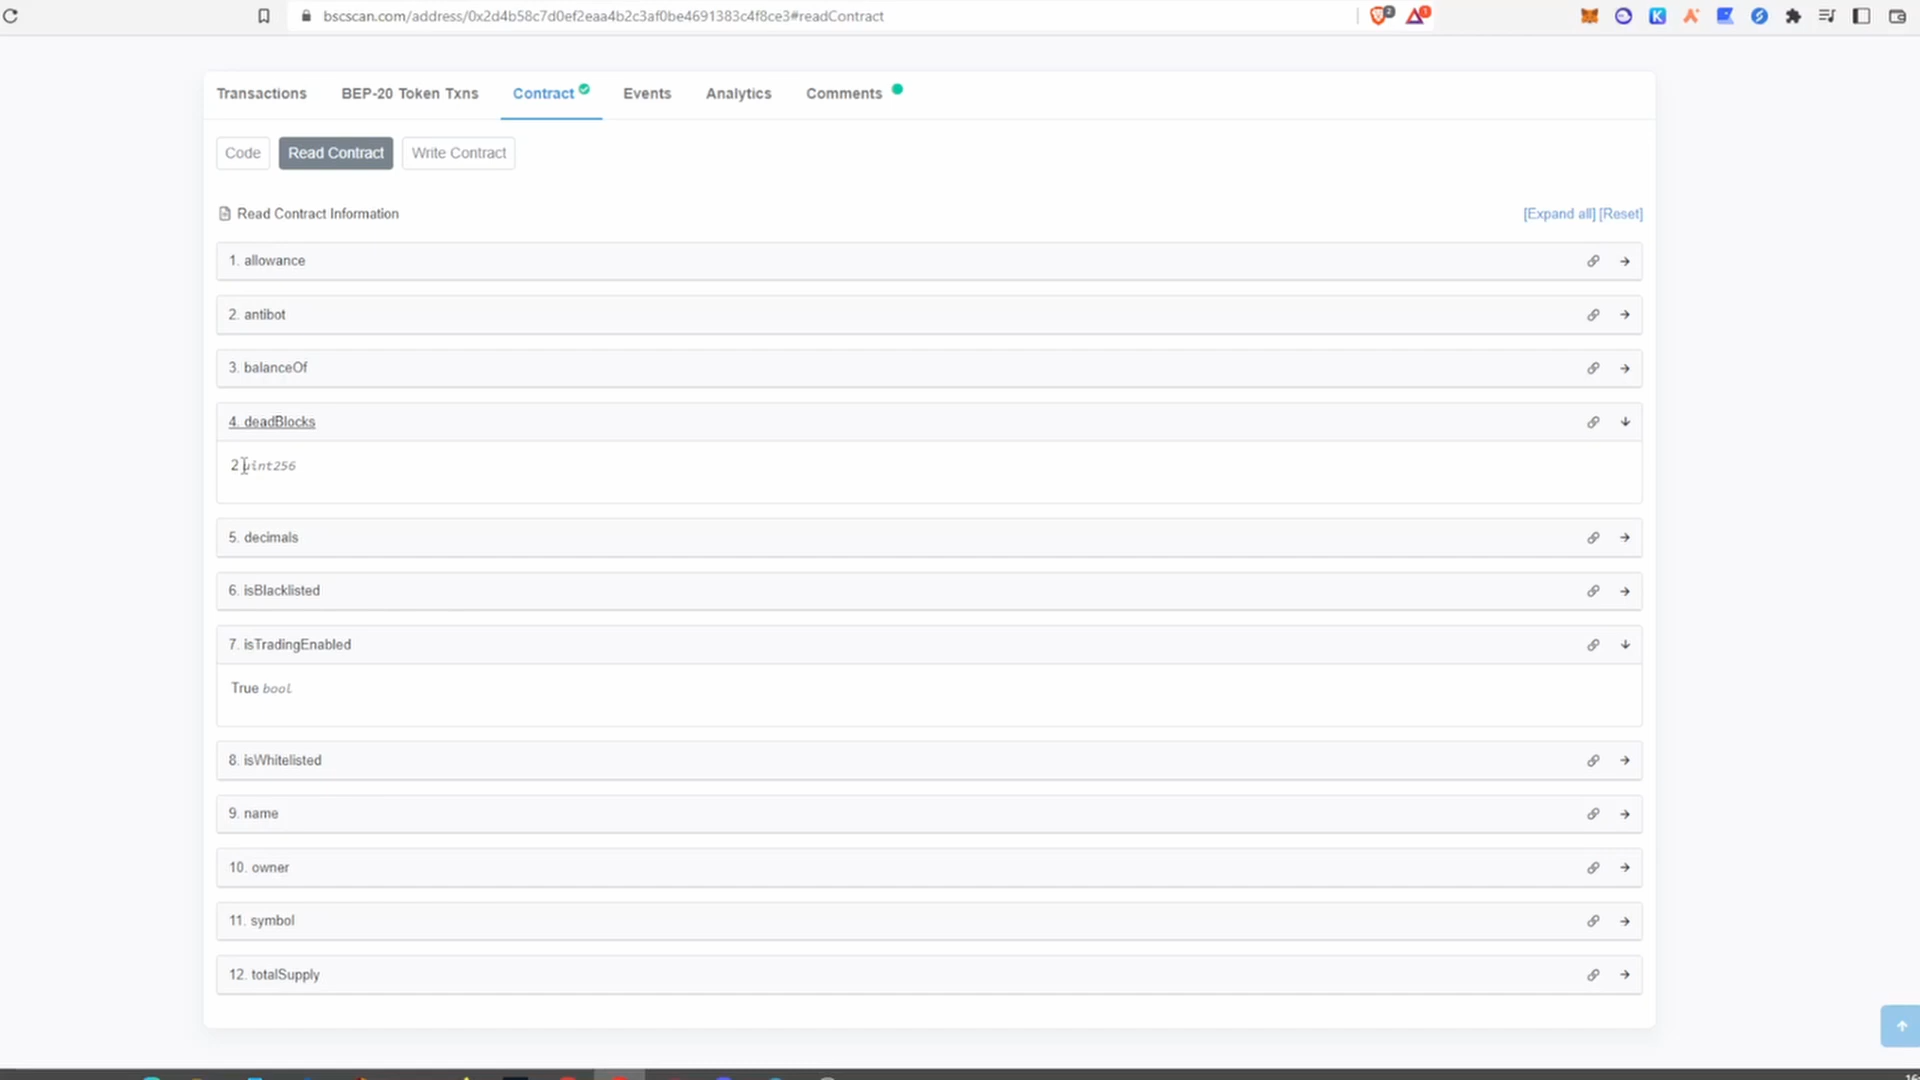 bscscan.com/address/0x2d4b58c7d0ef2eaa4b2c3af0be4691383c4f8ce3#readContract
2
1
K
Transactions
BEP-20 Token Txns
Contract
Events
Analytics
Comments
Code
Read Contract
Write Contract
Read Contract Information
[Expand all] [Reset]
1. allowance
2. antibot
3. balanceOf
4. deadBlocks
2 uint256
5. decimals
6. isBlacklisted
7. isTradingEnabled
True bool
8. isWhitelisted
9. name
10. owner
11. symbol
12. totalSupply